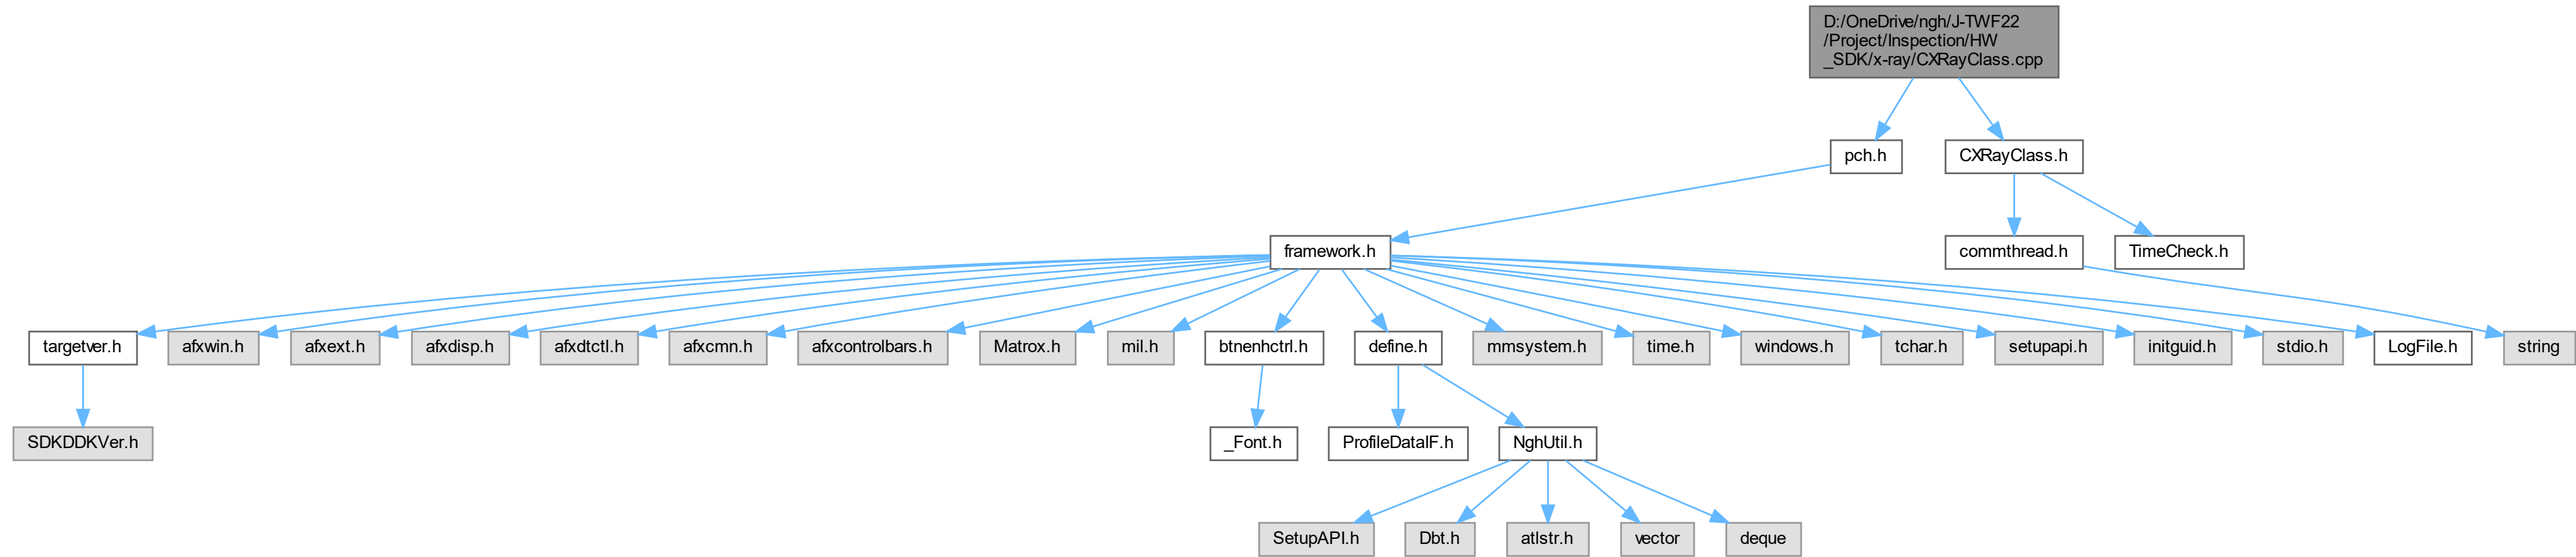 D:/OneDrive/ngh/J-TWF22
/Project/Inspection/HW
_SDK/x-ray/CXRayClass.cpp
pch.h
CXRayClass.h
framework.h
commthread.h
TimeCheck.h
targetver.h
afxwin.h
afxext.h
afxdisp.h
afxdtctl.h
afxcmn.h
afxcontrolbars.h
Matrox.h
mil.h
btnenhctrl.h
define.h
mmsystem.h
time.h
windows.h
tchar.h
setupapi.h
initguid.h
stdio.h
LogFile.h
string
SDKDDKVer.h
_Font.h
ProfileDataIF.h
NghUtil.h
SetupAPI.h
Dbt.h
atlstr.h
vector
deque